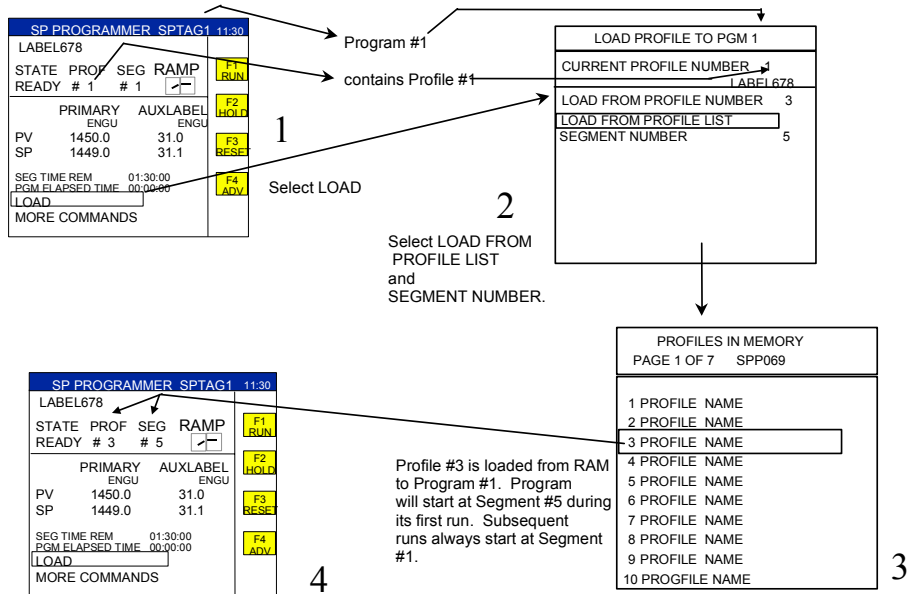 SP PROGRAMMER SPTAG1 11:30
LABEL678
STATE PROF SEG RAMP
READY # 1 # 1
PRIMARY AUXLABEL
ENGU ENGU
PV 1450.0 31.0
SP 1449.0 31.1
SEG TIME REM 01:30:00
PGM ELAPSED TIME 00:00:00
LOAD
MORE COMMANDS
F1
RUN
F2
HOLD
F3
RESET
F4
ADV
1
Program #1
contains Profile #1
Select LOAD
LOAD PROFILE TO PGM 1
CURRENT PROFILE NUMBER 1
LABEL678
LOAD FROM PROFILE NUMBER 3
LOAD FROM PROFILE LIST
SEGMENT NUMBER 5
2
Select LOAD FROM
PROFILE LIST
and
SEGMENT NUMBER.
PROFILES IN MEMORY
PAGE 1 OF 7 SPP069
1 PROFILE NAME
2 PROFILE NAME
3 PROFILE NAME
4 PROFILE NAME
5 PROFILE NAME
6 PROFILE NAME
7 PROFILE NAME
8 PROFILE NAME
9 PROFILE NAME
10 PROGFILE NAME
3
Profile #3 is loaded from RAM
to Program #1. Program
will start at Segment #5 during
its first run. Subsequent
runs always start at Segment
#1.
SP PROGRAMMER SPTAG1 11:30
LABEL678
STATE PROF SEG RAMP
READY # 3 # 5
PRIMARY AUXLABEL
ENGU ENGU
PV 1450.0 31.0
SP 1449.0 31.1
SEG TIME REM 01:30:00
PGM ELAPSED TIME 00:00:00
LOAD
MORE COMMANDS
F1
RUN
F2
HOLD
F3
RESET
F4
ADV
4